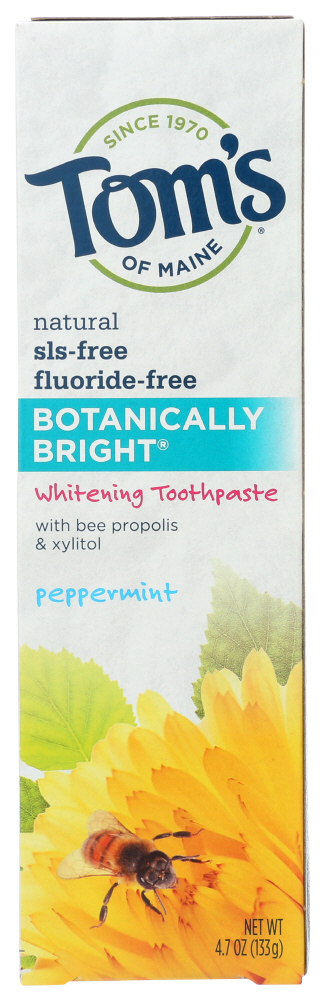 SINCE 1970
Tom's®
OF MAINE
natural
sls-free
fluoride-free
BOTANICALLY
BRIGHT®
Whitening Toothpaste
with bee propolis
& xylitol
peppermint
NET WT
4.7 OZ (133g)